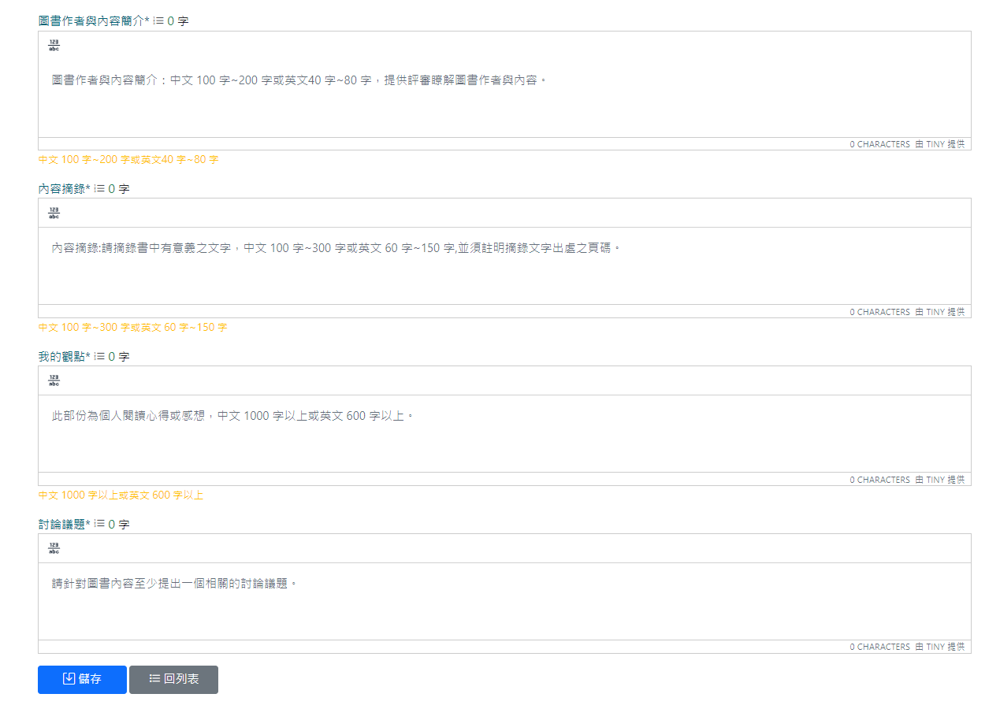 圖書作者與內容簡介* 0 字
123
abc
圖書作者與內容簡介：中文 100 字~200 字或英文40 字~80 字，提供評審瞭解圖書作者與內容。
0 CHARACTERS 由 TINY 提供
中文 100 字~200 字或英文40 字~80 字
內容摘錄* 0 字
123
abc
內容摘錄:請摘錄書中有意義之文字，中文 100 字~300 字或英文 60 字~150 字,並須註明摘錄文字出處之頁碼。
0 CHARACTERS 由 TINY 提供
中文 100 字~300 字或英文 60 字~150 字
我的觀點* 0 字
123
abc
此部份為個人閱讀心得或感想，中文 1000 字以上或英文 600 字以上。
0 CHARACTERS 由 TINY 提供
中文 1000 字以上或英文 600 字以上
討論議題* 0 字
123
abc
請針對圖書內容至少提出一個相關的討論議題。
0 CHARACTERS 由 TINY 提供
儲存 回列表